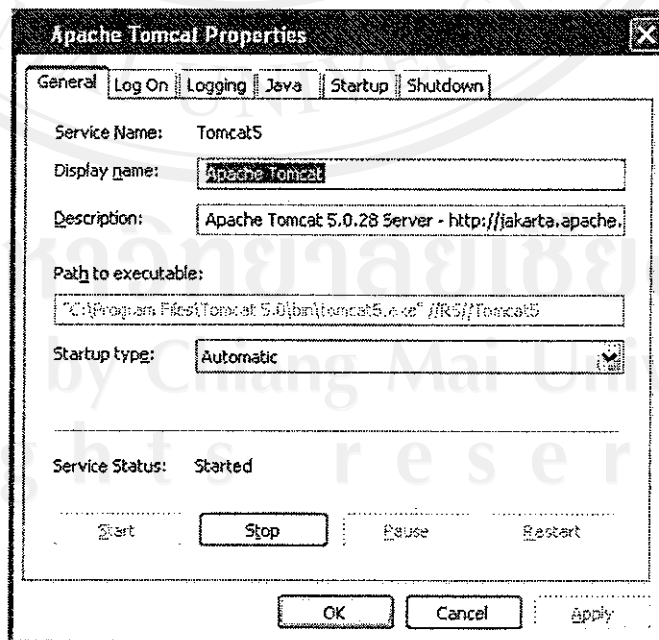 Apache Tomcat Properties
General Log On Logging Java Startup Shutdown
Service Name: Tomcat5
Display name: Apache Tomcat
Description: Apache Tomcat 5.0.28 Server - http://jakarta.apache.
Path to executable:
"C:\Program Files\Tomcat 5.0\bin\tomcat5.exe" //RS//Tomcat5
Startup type: Automatic
by Chiang Mai Univ
Service Status: Started
ghts reser
Start Stop Pause Restart
OK Cancel Apply